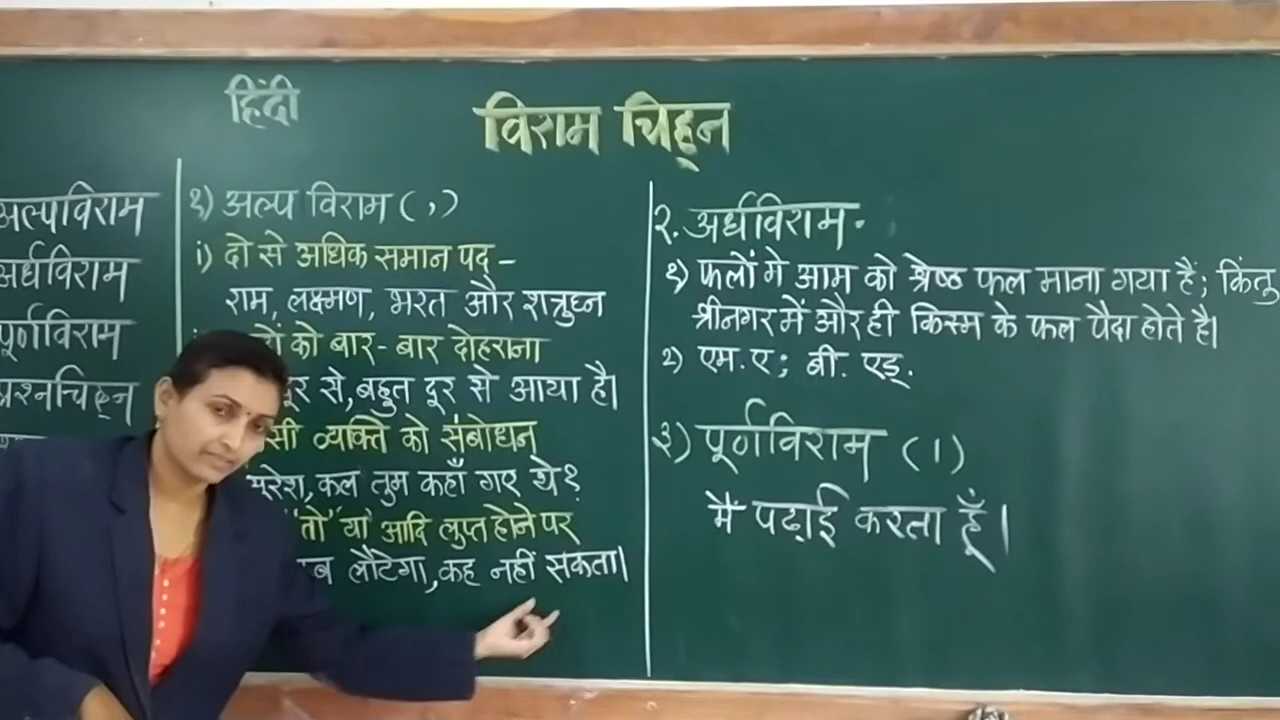 हिंदी
विराम चिह्न
अल्पविराम
अर्धविराम
पूर्णविराम
प्रश्नचिह्न
१) अल्प विराम ( , )
i) दो से अधिक समान पद -
राम, लक्ष्मण, भरत और शत्रुघ्न
को बार-बार दोहराना
से, बहुत दूर से आया है।
व्यक्ति को संबोधन
कल तुम कहाँ गए थे?
"तो" या' आदि लुप्त होने पर
लौटेगा, कह नहीं सकता।
२. अर्धविराम -
१) फलों मे आम को श्रेष्ठ फल माना गया है; किंतु
श्रीनगर में और ही किस्म के फल पैदा होते है।
२) एम. ए; बी. एड्.
३) पूर्णविराम ( । )
मैं पढ़ाई करता हूँ।